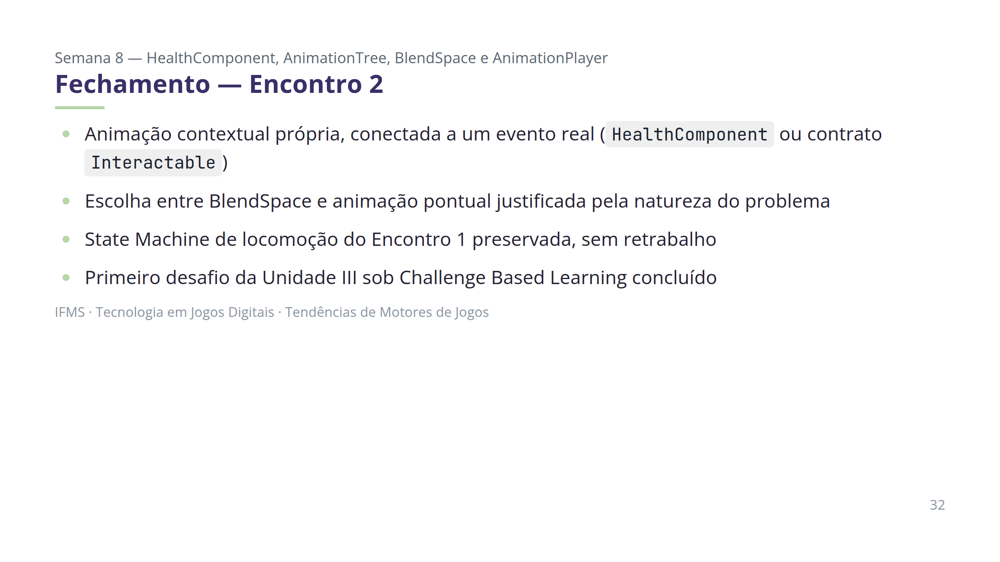 Semana 8 — HealthComponent, AnimationTree, BlendSpace e AnimationPlayer
Fechamento — Encontro 2
Animação contextual própria, conectada a um evento real (HealthComponent ou contrato
Interactable)
Escolha entre BlendSpace e animação pontual justificada pela natureza do problema
State Machine de locomoção do Encontro 1 preservada, sem retrabalho
Primeiro desafio da Unidade III sob Challenge Based Learning concluído
IFMS · Tecnologia em Jogos Digitais · Tendências de Motores de Jogos
32